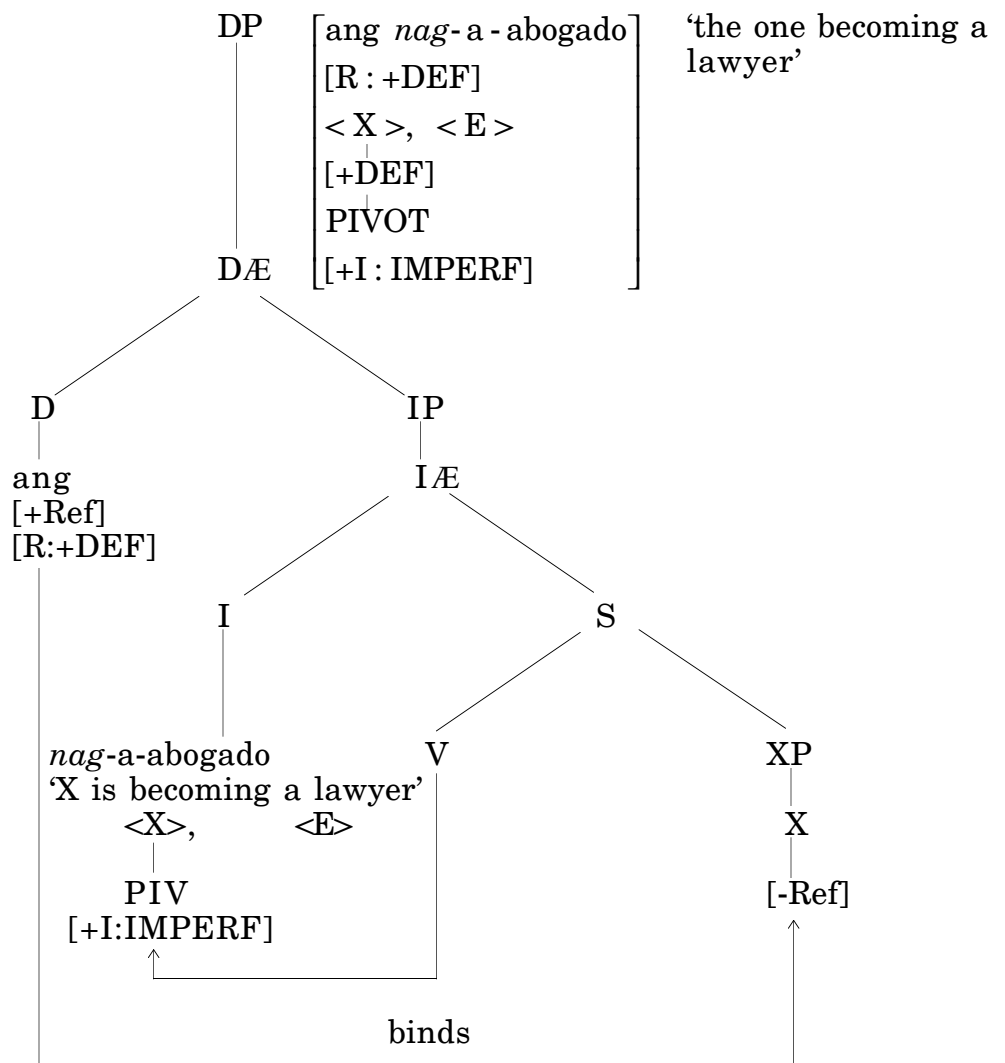 DP
ang nag-a-abogado
[R : +DEF]
< X >, < E >
[+DEF]
PIVOT
[+I : IMPERF]
‘the one becoming a
lawyer’
DÆ
D
IP
ang
[+Ref]
[R:+DEF]
IÆ
I
S
nag-a-abogado
‘X is becoming a lawyer’
<X>, <E>
PIV
[+I:IMPERF]
V
XP
X
[-Ref]
binds